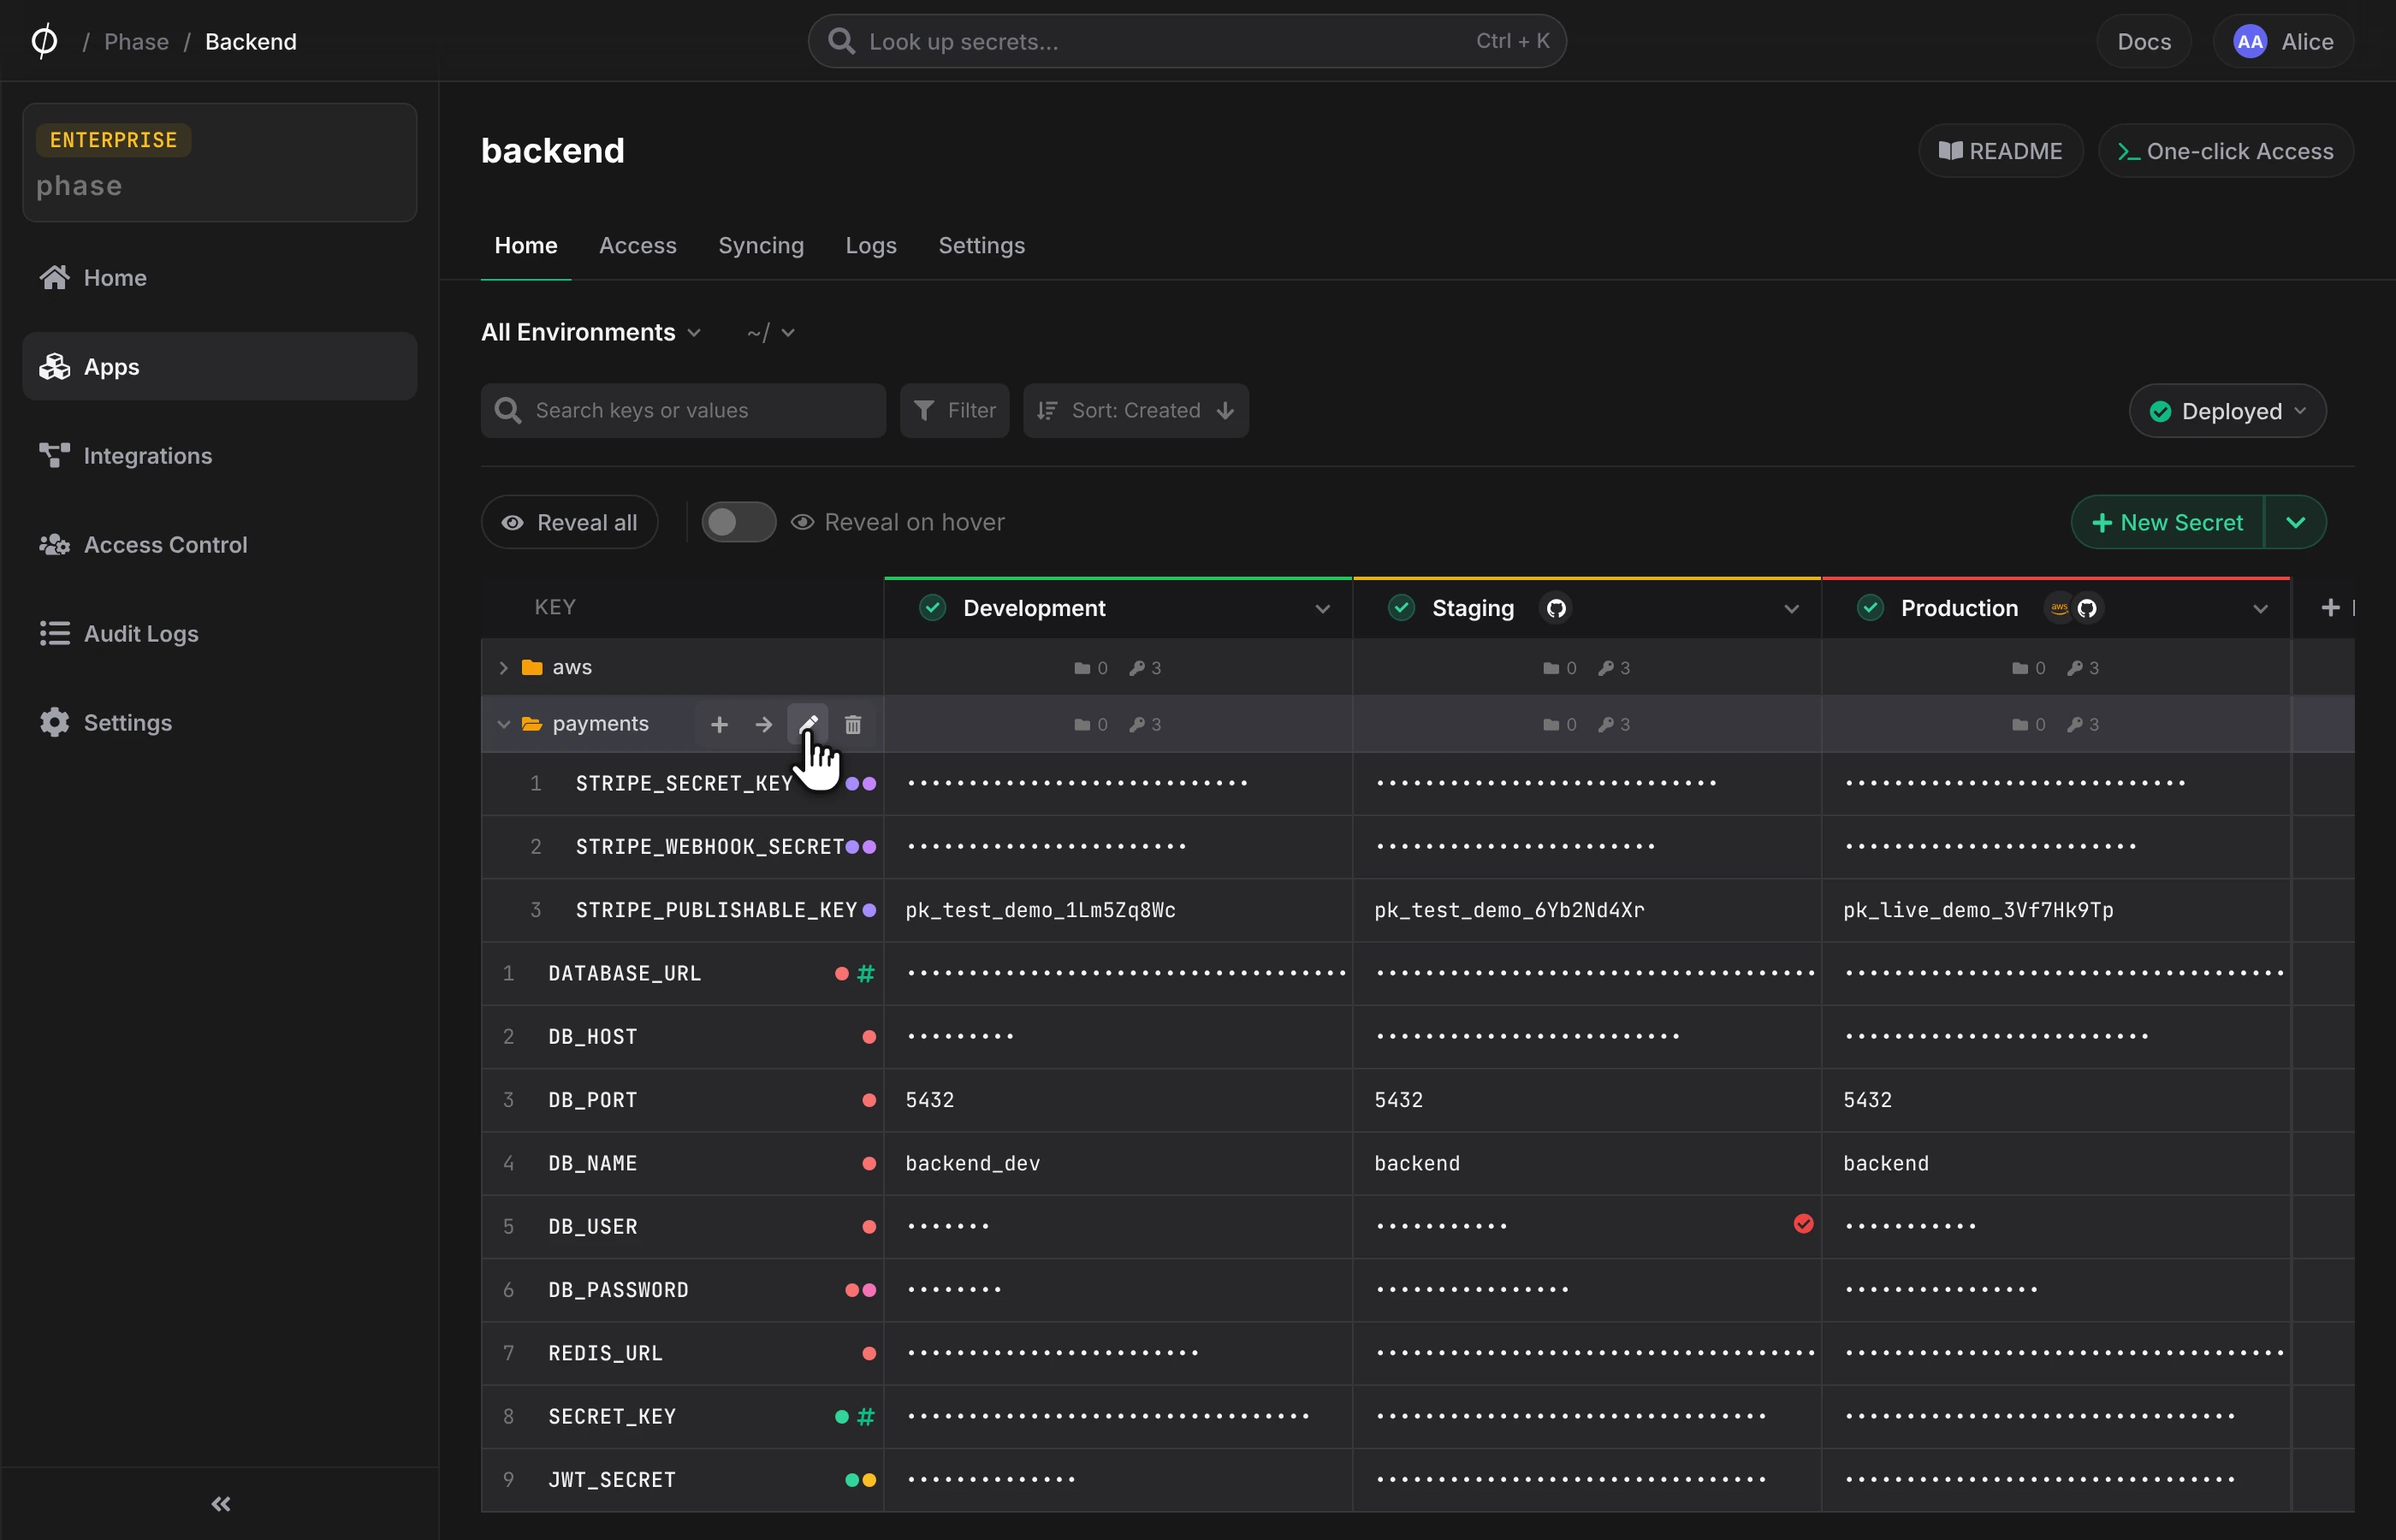 / Phase / Backend
Look up secrets...
Ctrl + K
Docs
AA Alice
ENTERPRISE
phase
Home
Apps
Integrations
Access Control
Audit Logs
Settings
backend
README
One-click Access
Home Access Syncing Logs Settings
All Environments ~/
Search keys or values
Filter
Sort: Created
Deployed
Reveal all
Reveal on hover
New Secret
KEY Development Staging Production aws
aws 0 3 0 3 0 3
payments 0 3 0 3 0 3
1 STRIPE_SECRET_KEY •••••••••••••••••••••••••••• •••••••••••••••••••••••••••• ••••••••••••••••••••••••••••
2 STRIPE_WEBHOOK_SECRET ••••••••••••••••••••••• ••••••••••••••••••••••• ••••••••••••••••••••••••
3 STRIPE_PUBLISHABLE_KEY pk_test_demo_1Lm5Zq8Wc pk_test_demo_6Yb2Nd4Xr pk_live_demo_3Vf7Hk9Tp
1 DATABASE_URL # •••••••••••••••••••••••••••••••••••• •••••••••••••••••••••••••••••••••••• ••••••••••••••••••••••••••••••••••••
2 DB_HOST ••••••••• ••••••••••••••••••••••••• •••••••••••••••••••••••••
3 DB_PORT 5432 5432 5432
4 DB_NAME backend_dev backend backend
5 DB_USER ••••••• ••••••••••• •••••••••••
6 DB_PASSWORD •••••••• •••••••••••••••• ••••••••••••••••
7 REDIS_URL •••••••••••••••••••••••• •••••••••••••••••••••••••••••••••••• ••••••••••••••••••••••••••••••••••••
8 SECRET_KEY # ••••••••••••••••••••••••••••••••• •••••••••••••••••••••••••••••••• ••••••••••••••••••••••••••••••••
9 JWT_SECRET •••••••••••••• •••••••••••••••••••••••••••••••• ••••••••••••••••••••••••••••••••